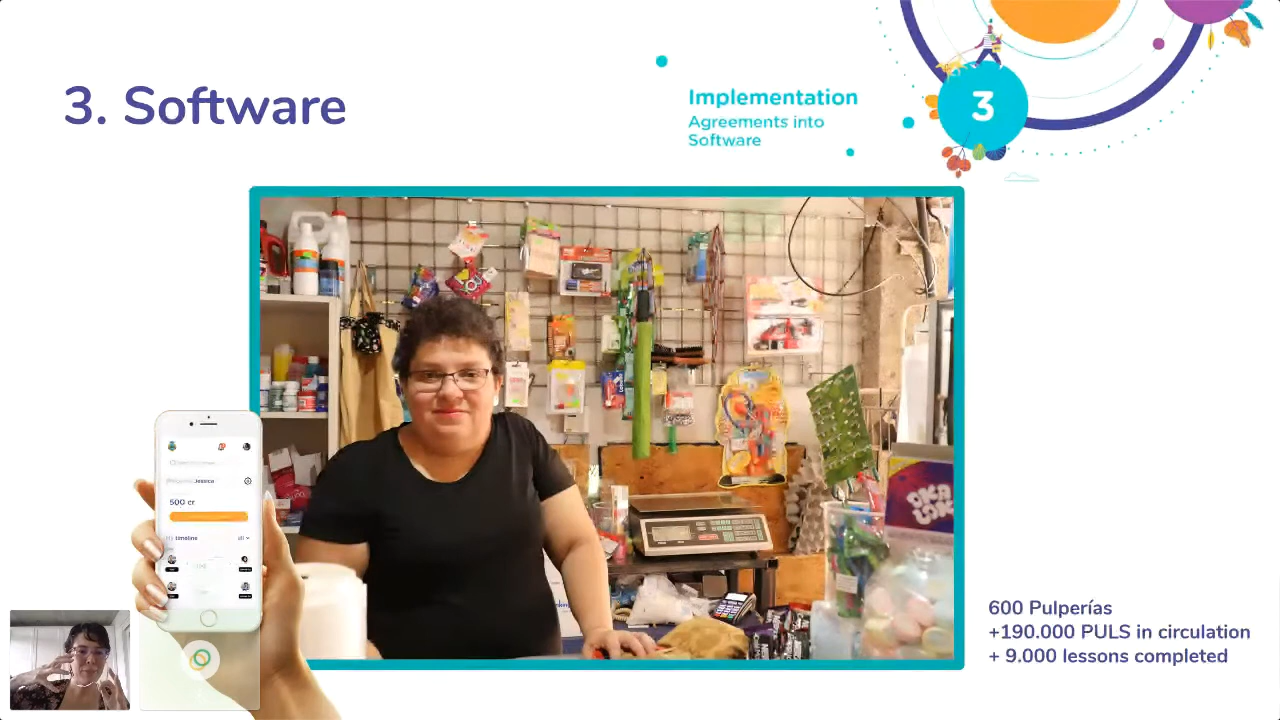 3. Software
Implementation
Agreements into
Software
3
Jessica
500 cr
timeline
600 Pulperías
+190.000 PULS in circulation
+ 9.000 lessons completed